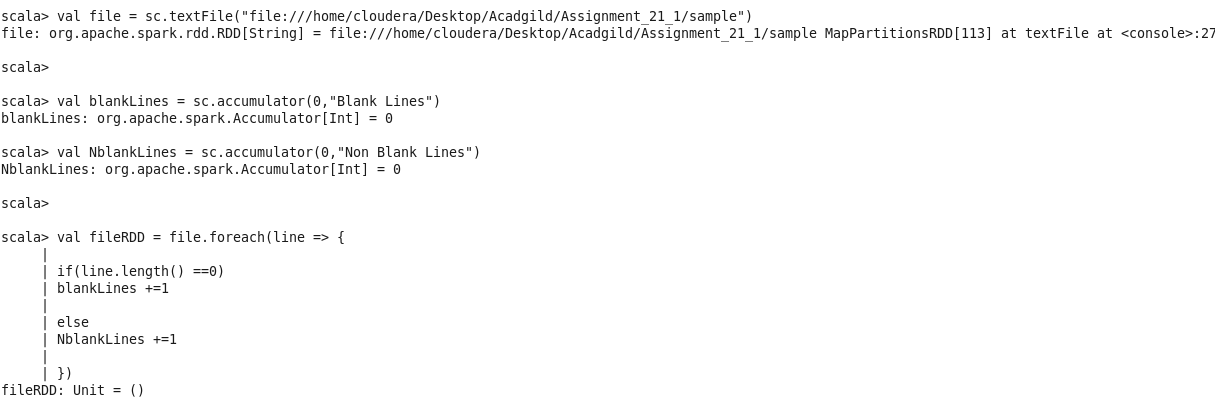 scala> val file = sc.textFile("file:///home/cloudera/Desktop/Acadgild/Assignment_21_1/sample")
file: org.apache.spark.rdd.RDD[String] = file:///home/cloudera/Desktop/Acadgild/Assignment_21_1/sample MapPartitionsRDD[113] at textFile at <console>:27
scala>
scala> val blankLines = sc.accumulator(0,"Blank Lines")
blankLines: org.apache.spark.Accumulator[Int] = 0
scala> val NblankLines = sc.accumulator(0,"Non Blank Lines")
NblankLines: org.apache.spark.Accumulator[Int] = 0
scala>
scala> val fileRDD = file.foreach(line => {
     |
     | if(line.length() ==0)
     | blankLines +=1
     |
     | else
     | NblankLines +=1
     |
     | })
fileRDD: Unit = ()